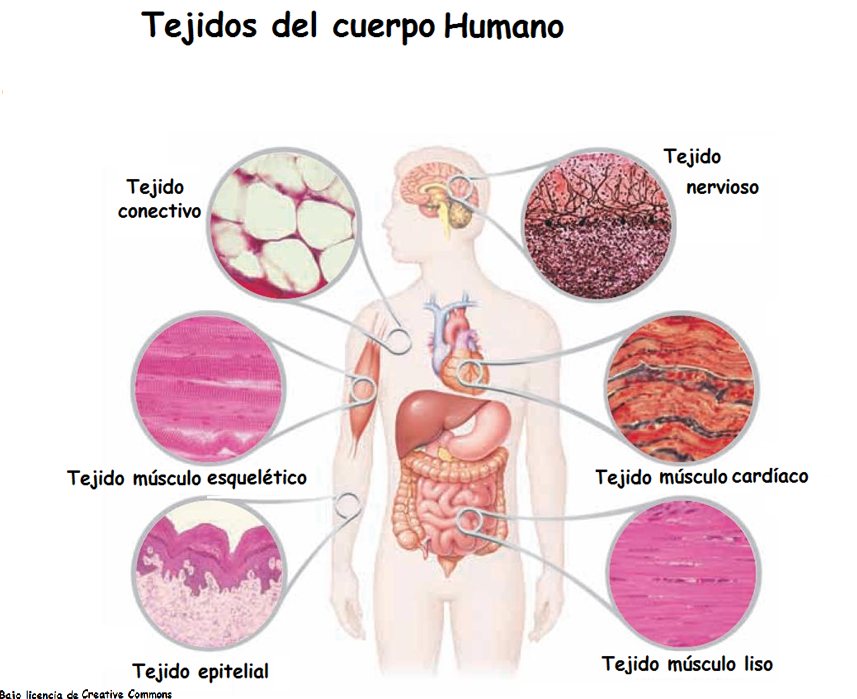 Tejidos del cuerpo Humano
Tejido
conectivo
Tejido
nervioso
Tejido músculo esquelético
Tejido músculo cardíaco
Tejido epitelial
Tejido músculo liso
Bajo licencia de Creative Commons